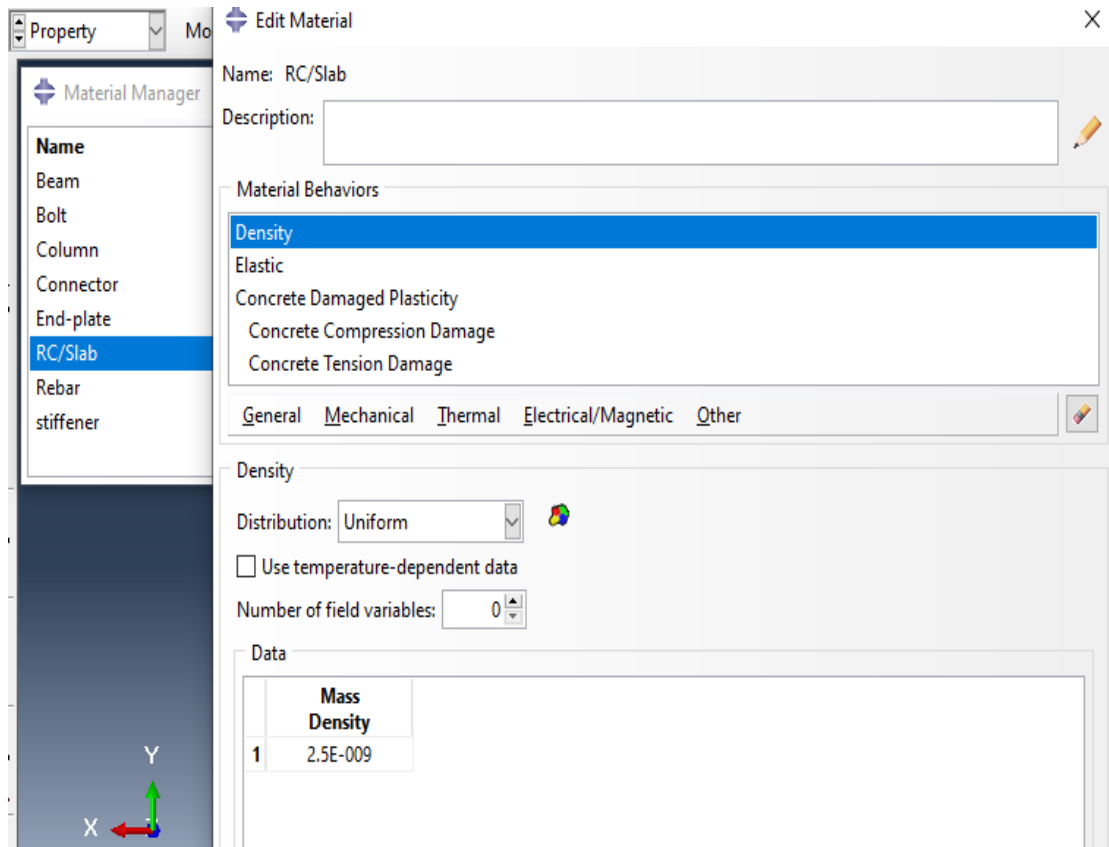 Property
Mo
Edit Material
Material Manager
Name
Beam
Bolt
Column
Connector
End-plate
RC/Slab
Rebar
stiffener
Name: RC/Slab
Description:
Material Behaviors
Density
Elastic
Concrete Damaged Plasticity
Concrete Compression Damage
Concrete Tension Damage
General Mechanical Thermal Electrical/Magnetic Other
Density
Distribution: Uniform
Use temperature-dependent data
Number of field variables: 0
Data
Mass
Density
1 2.5E-009
Y
X